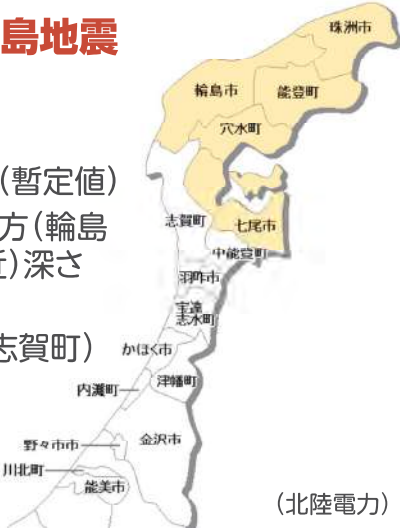 島地震
(暫定値)
方(輪島
近)深さ
志賀町)
珠洲市
輪島市
能登町
穴水町
志賀町
七尾市
中能登町
羽咋市
宝達
志水町
かほく市
内灘町
津幡町
野々市市
金沢市
川北町
能美市
(北陸電力)